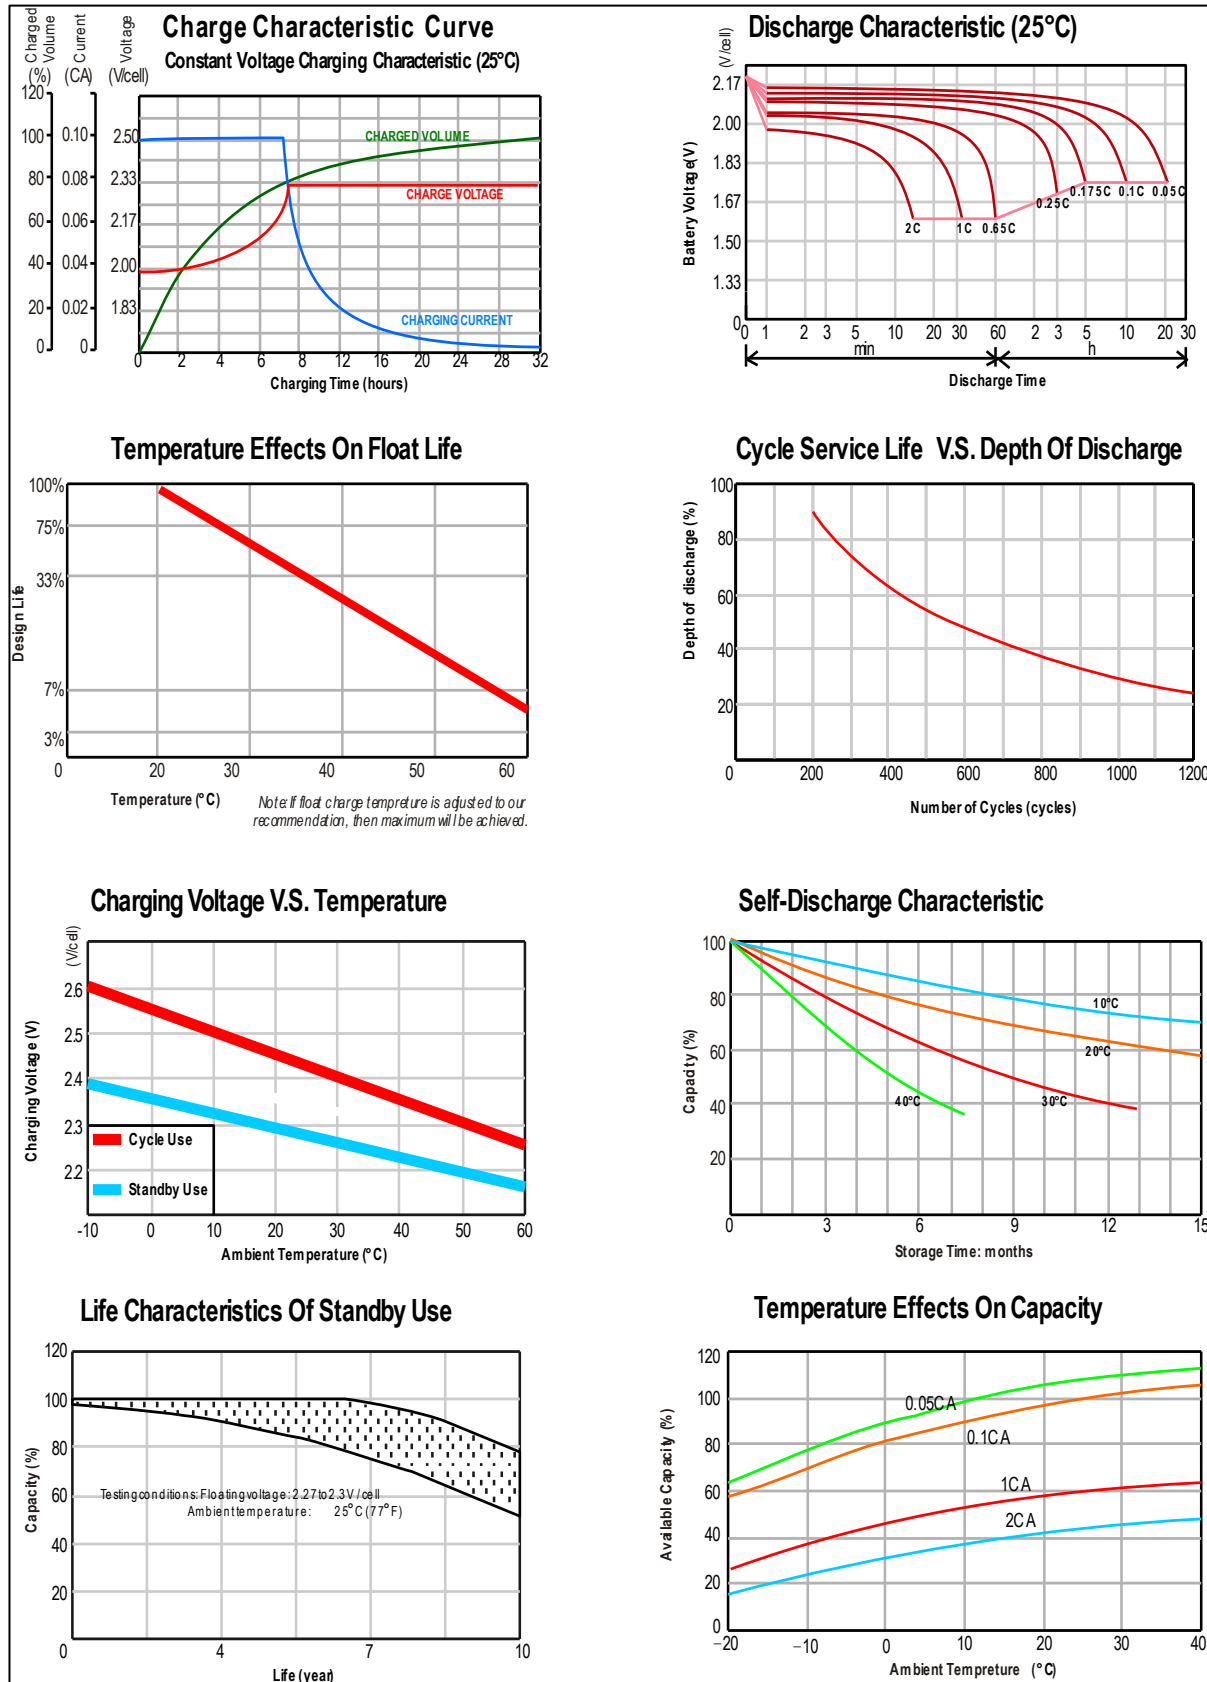 Charge Characteristic Curve
Constant Voltage Charging Characteristic (25°C)
Charged Volume Current Voltage
(%) (CA) (V/cell)
120
100 0.10 2.50
80 0.08 2.33
60 0.06 2.17
40 0.04 2.00
20 0.02 1.83
0 0
CHARGED VOLUME
CHARGE VOLTAGE
CHARGING CURRENT
0 2 4 6 7 8 12 16 20 24 28 32
Charging Time (hours)
Discharge Characteristic (25°C)
(V/cell)
Battery Voltage(V)
2.17
2.00
1.83
1.67
1.50
1.33
0
2C 1C 0.65C 0.25C 0.175C 0.1C 0.05C
0 1 2 3 5 10 20 30 60 2 3 5 10 20 30
min h
Discharge Time
Temperature Effects On Float Life
Design Life
100%
75%
33%
7%
3%
0 20 30 40 50 60
Temperature (°C)
Note: If float charge tempreture is adjusted to our
recommendation, then maximum will be achieved.
Cycle Service Life V.S. Depth Of Discharge
Depth of discharge (%)
100
80
60
40
20
0 200 400 600 800 1000 1200
Number of Cycles (cycles)
Charging Voltage V.S. Temperature
(V/cell)
Charging Voltage (V)
2.6
2.5
2.4
2.3
2.2
Cycle Use
Standby Use
-10 0 10 20 30 40 50 60
Ambient Temperature (°C)
Self-Discharge Characteristic
Capacity (%)
100
80
60
40
20
10°C
20°C
30°C
40°C
0 3 6 9 12 15
Storage Time: months
Life Characteristics Of Standby Use
Capacity (%)
120
100
80
60
40
20
0 4 7 10
Testing conditions: Floating voltage: 2.27 to 2.3V / cell
Ambient temperature: 25°C (77°F)
Life (year)
Temperature Effects On Capacity
Available Capacity (%)
120
100
80
60
40
20
0
0.05CA
0.1CA
1CA
2CA
-20 -10 0 10 20 30 40
Ambient Tempreture (°C)